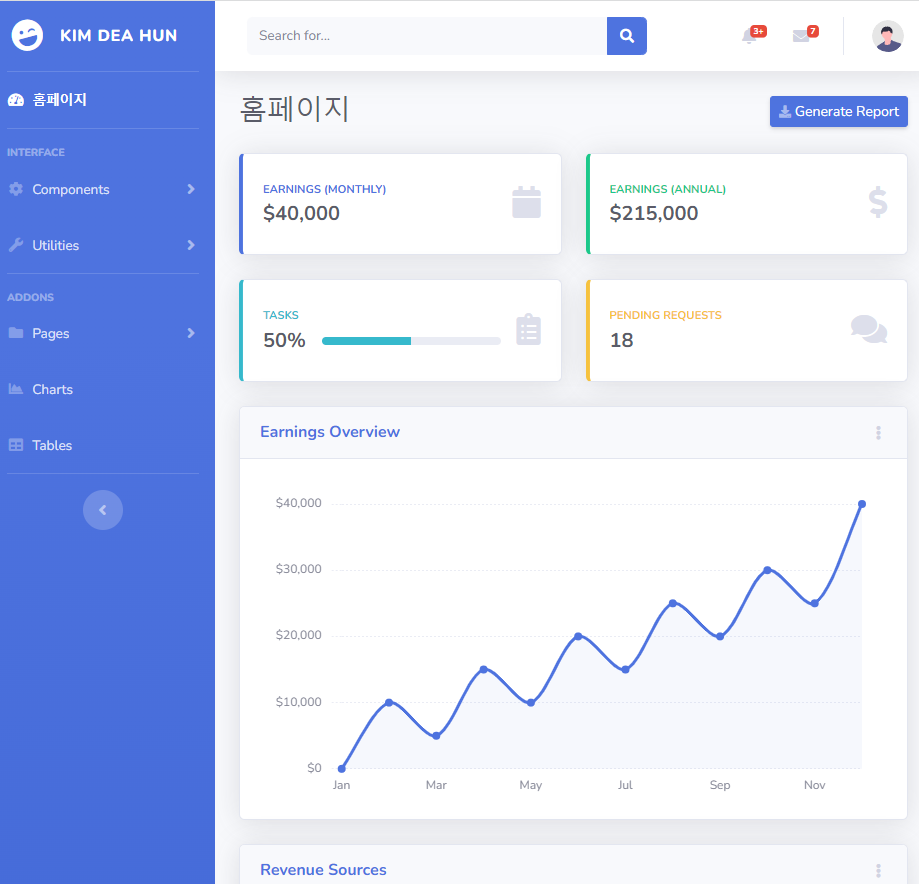 KIM DEA HUN
홈페이지
INTERFACE
Components
Utilities
ADDONS
Pages
Charts
Tables
Search for...
3+
7
홈페이지
Generate Report
EARNINGS (MONTHLY)
$40,000
EARNINGS (ANNUAL)
$215,000
TASKS
50%
PENDING REQUESTS
18
Earnings Overview
$40,000
$30,000
$20,000
$10,000
$0
Jan Mar May Jul Sep Nov
Revenue Sources